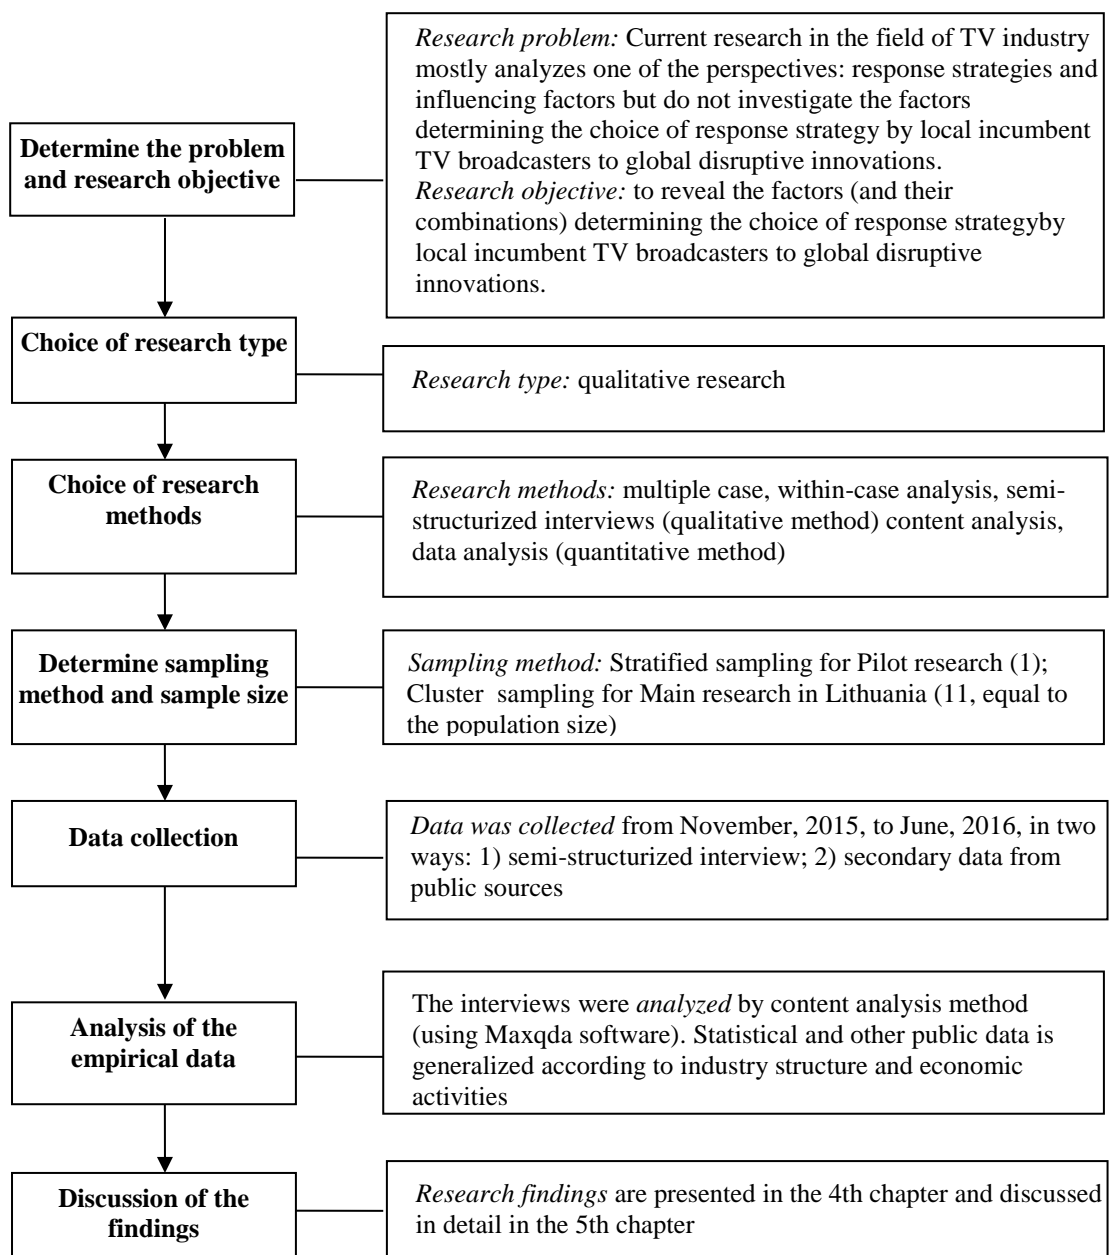 Determine the problem
and research objective
Research problem: Current research in the field of TV industry
mostly analyzes one of the perspectives: response strategies and
influencing factors but do not investigate the factors
determining the choice of response strategy by local incumbent
TV broadcasters to global disruptive innovations.
Research objective: to reveal the factors (and their
combinations) determining the choice of response strategyby
local incumbent TV broadcasters to global disruptive
innovations.
Choice of research type
Research type: qualitative research
Choice of research
methods
Research methods: multiple case, within-case analysis, semi-
structurized interviews (qualitative method) content analysis,
data analysis (quantitative method)
Determine sampling
method and sample size
Sampling method: Stratified sampling for Pilot research (1);
Cluster sampling for Main research in Lithuania (11, equal to
the population size)
Data collection
Data was collected from November, 2015, to June, 2016, in two
ways: 1) semi-structurized interview; 2) secondary data from
public sources
Analysis of the
empirical data
The interviews were analyzed by content analysis method
(using Maxqda software). Statistical and other public data is
generalized according to industry structure and economic
activities
Discussion of the
findings
Research findings are presented in the 4th chapter and discussed
in detail in the 5th chapter